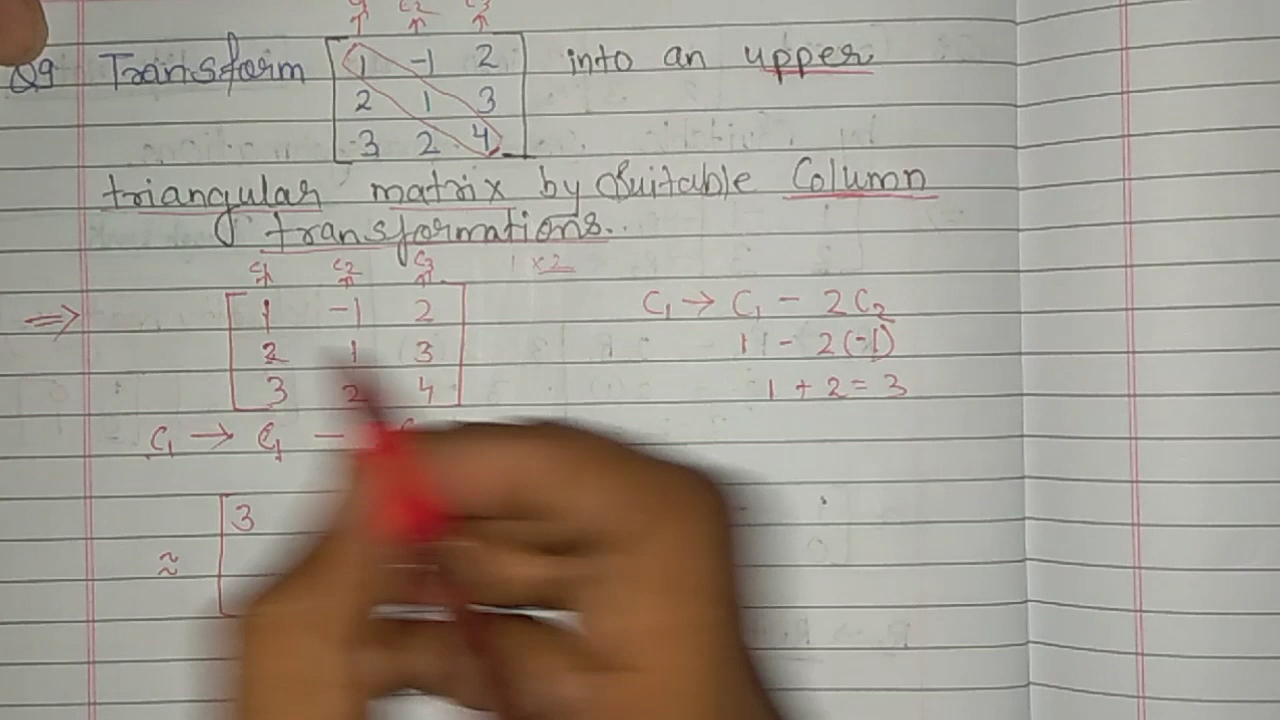 C2 C3
Q9 Transform [1 -1 2 into an upper
2 1 3
3 2 4]
triangular matrix by Suitable Column
transformations.
C1 C2 C3 1 x 2
⇒ [1 -1 2 C1 → C1 - 2C2
2 1 3] 1 - 2(-1)
3 2 4 1 + 2 = 3
C1 → C1 -
≈ [3